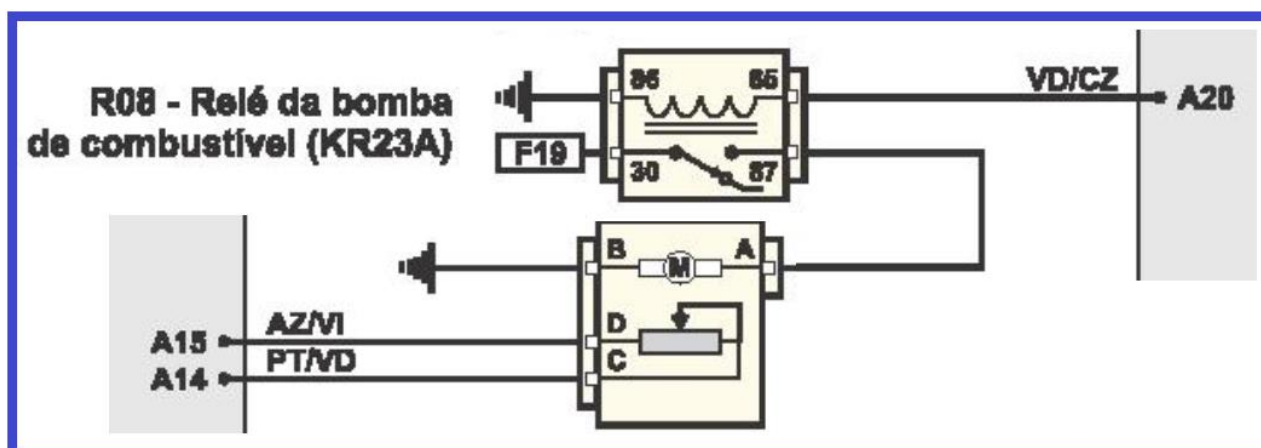 R08 - Relé da bomba
de combustível (KR23A)
86 85
VD/CZ
A20
F19
30 87
B M A
A15 AZ/VI D
A14 PT/VD C